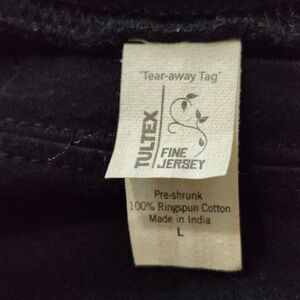 "Tear-away Tag"
TULTEX
FINE
JERSEY
Pre-shrunk
100% Ringspun Cotton
Made in India
L